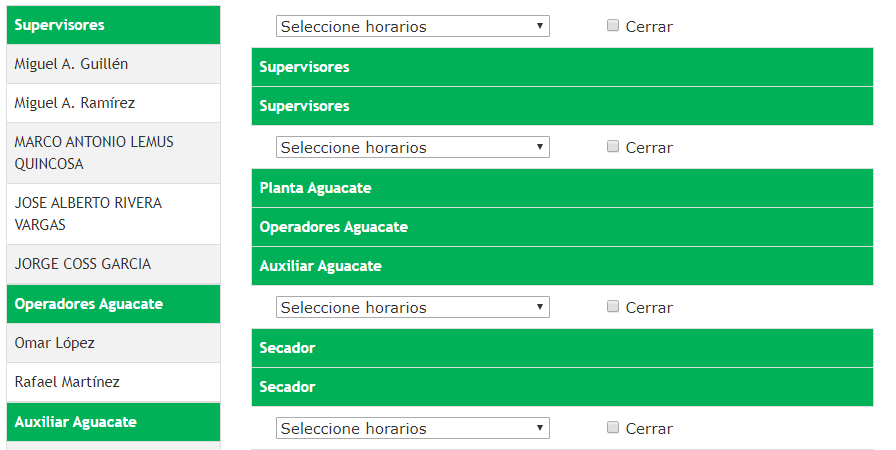 Supervisores
Miguel A. Guillén
Miguel A. Ramírez
MARCO ANTONIO LEMUS
QUINCOSA
JOSE ALBERTO RIVERA
VARGAS
JORGE COSS GARCIA
Operadores Aguacate
Omar López
Rafael Martínez
Auxiliar Aguacate
Seleccione horarios Cerrar
Supervisores
Supervisores
Seleccione horarios Cerrar
Planta Aguacate
Operadores Aguacate
Auxiliar Aguacate
Seleccione horarios Cerrar
Secador
Secador
Seleccione horarios Cerrar